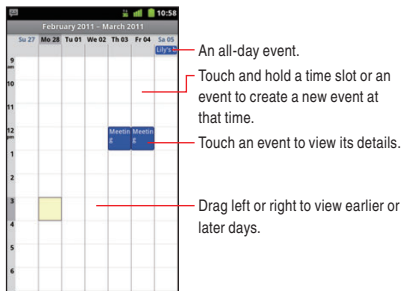 10:58
February 2011 – March 2011
Su 27 Mo 28 Tu 01 We 02 Th 03 Fr 04 Sa 05
Lily's
9
am
10
11
12
pm
Meetin
g
Meetin
g
1
2
3
4
5
6
An all-day event.
Touch and hold a time slot or an
event to create a new event at
that time.
Touch an event to view its details.
Drag left or right to view earlier or
later days.